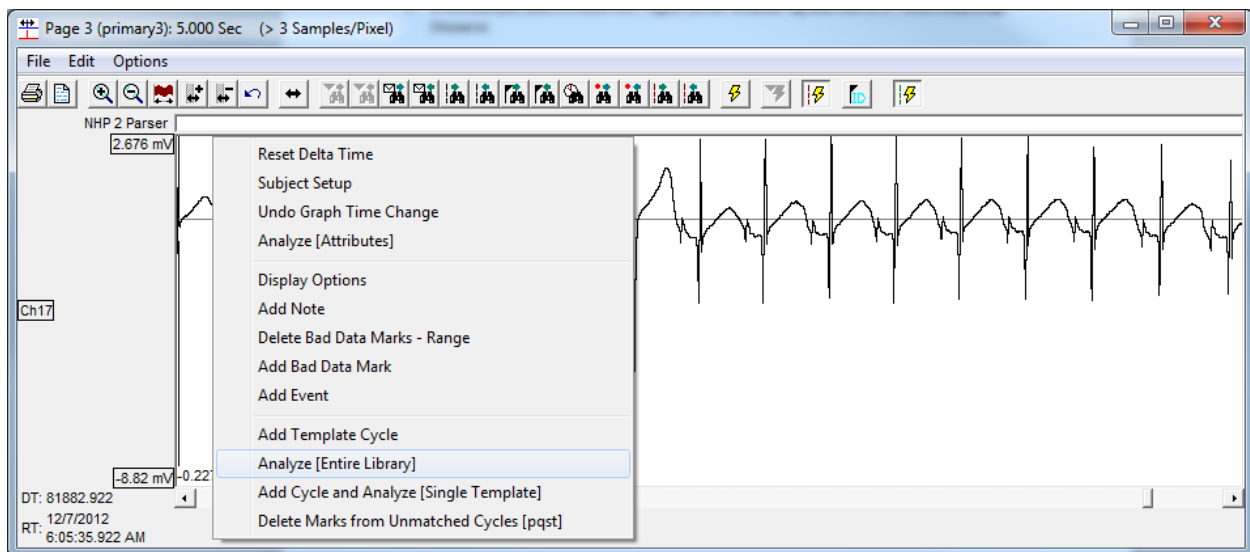 Page 3 (primary3): 5.000 Sec (> 3 Samples/Pixel)
File Edit Options
ID
NHP 2 Parser
2.676 mV
Reset Delta Time
Subject Setup
Undo Graph Time Change
Analyze [Attributes]
Display Options
Add Note
Delete Bad Data Marks - Range
Add Bad Data Mark
Add Event
Ch17
Add Template Cycle
Analyze [Entire Library]
Add Cycle and Analyze [Single Template]
Delete Marks from Unmatched Cycles [pqst]
-8.82 mV
DT: 81882.922
RT: 12/7/2012
6:05:35.922 AM